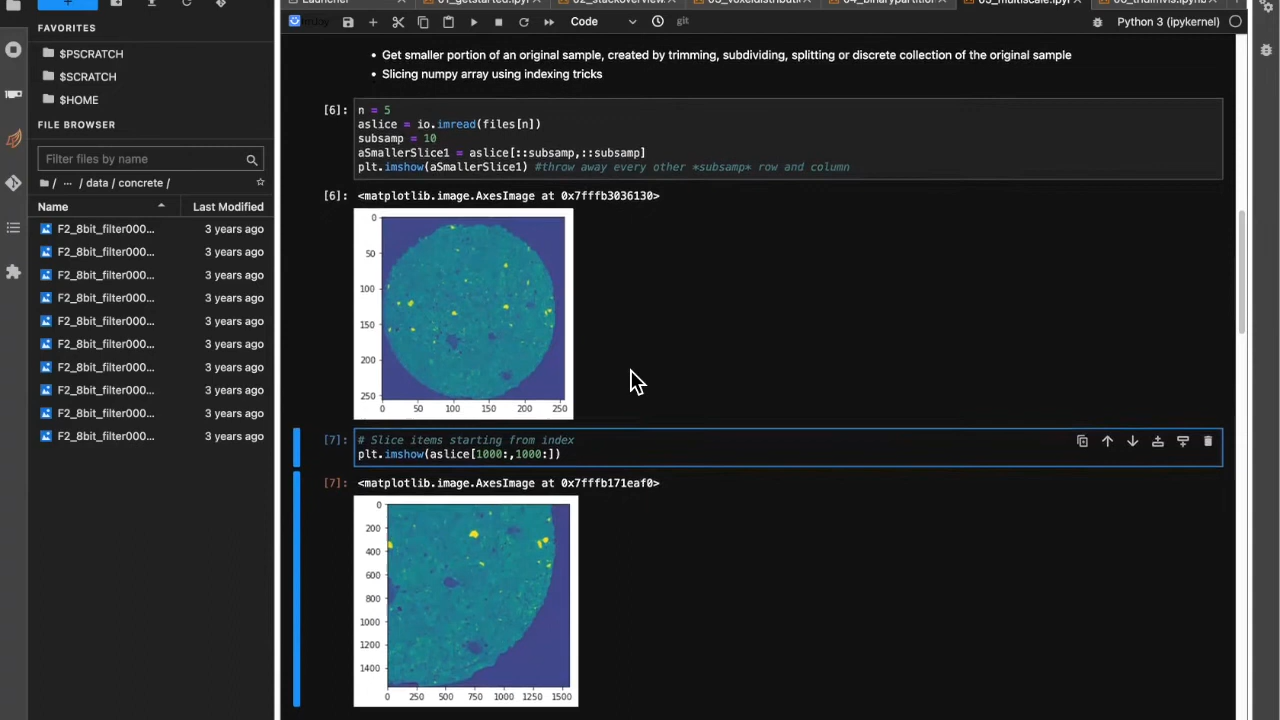 Launcher
Code
git
Python 3 (ipykernel)
FAVORITES
$PSCRATCH
$SCRATCH
$HOME
FILE BROWSER
Filter files by name
/ ... / data / concrete /
Name Last Modified
F2_8bit_filter000... 3 years ago
F2_8bit_filter000... 3 years ago
F2_8bit_filter000... 3 years ago
F2_8bit_filter000... 3 years ago
F2_8bit_filter000... 3 years ago
F2_8bit_filter000... 3 years ago
F2_8bit_filter000... 3 years ago
F2_8bit_filter000... 3 years ago
F2_8bit_filter000... 3 years ago
F2_8bit_filter000... 3 years ago
• Get smaller portion of an original sample, created by trimming, subdividing, splitting or discrete collection of the original sample
• Slicing numpy array using indexing tricks
[6]: n = 5
aslice = io.imread(files[n])
subsamp = 10
aSmallerSlice1 = aslice[::subsamp,::subsamp]
plt.imshow(aSmallerSlice1) #throw away every other *subsamp* row and column
[6]: <matplotlib.image.AxesImage at 0x7fffb3036130>
0
50
100
150
200
250
0 50 100 150 200 250
[7]: # Slice items starting from index
plt.imshow(aslice[1000:,1000:])
[7]: <matplotlib.image.AxesImage at 0x7fffb171eaf0>
0
200
400
600
800
1000
1200
1400
0 250 500 750 1000 1250 1500